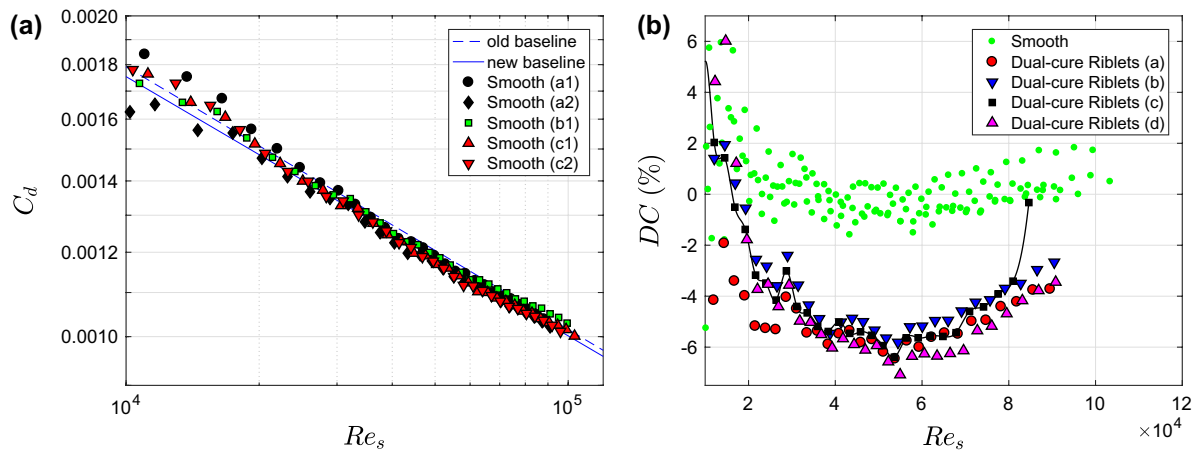 (a)
0.0020
0.0018
0.0016
0.0014
0.0012
0.0010
C_d
10^4
10^5
Re_s
old baseline
new baseline
Smooth (a1)
Smooth (a2)
Smooth (b1)
Smooth (c1)
Smooth (c2)
(b)
6
4
2
0
-2
-4
-6
DC (%)
2
4
6
8
10
12
×10^4
Re_s
Smooth
Dual-cure Riblets (a)
Dual-cure Riblets (b)
Dual-cure Riblets (c)
Dual-cure Riblets (d)